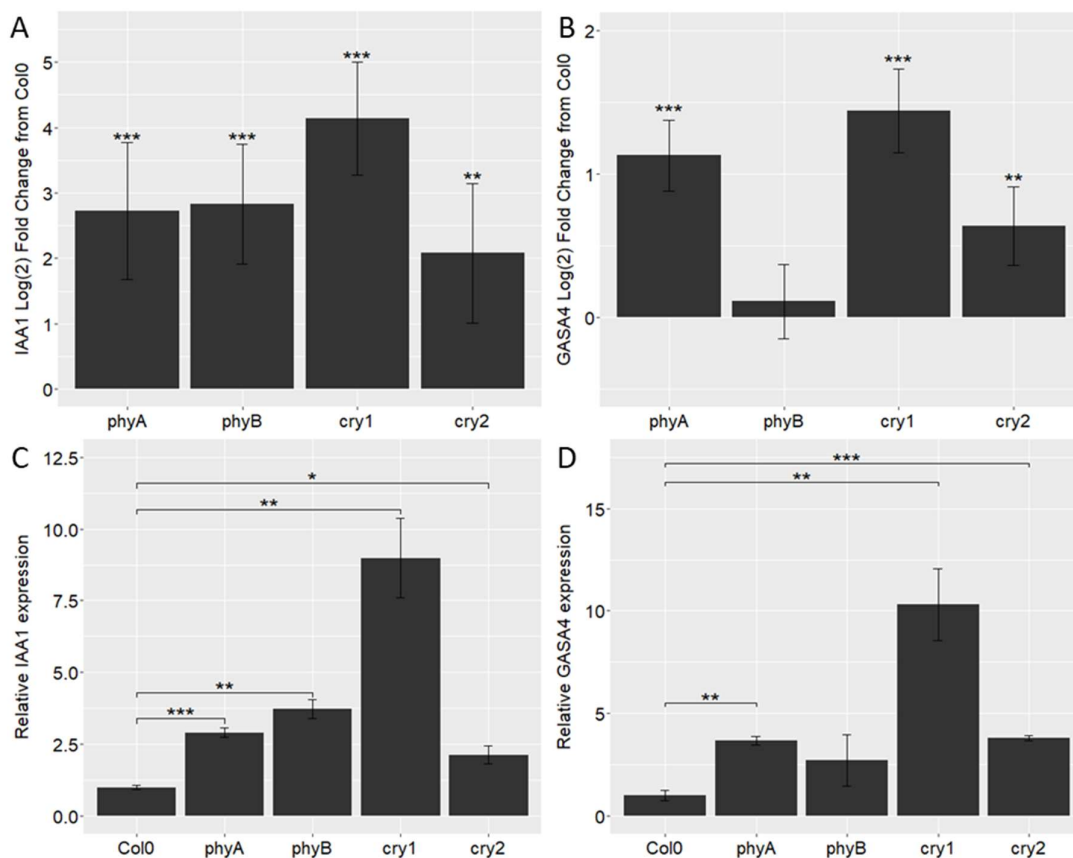 A
IAA1 Log(2) Fold Change from Col0
5
4
3
2
1
0
***
***
***
**
phyA phyB cry1 cry2
B
GASA4 Log(2) Fold Change from Col0
2
1
0
***
***
**
phyA phyB cry1 cry2
C
Relative IAA1 expression
12.5
10.0
7.5
5.0
2.5
0.0
*
**
**
***
Col0 phyA phyB cry1 cry2
D
Relative GASA4 expression
15
10
5
0
***
**
**
Col0 phyA phyB cry1 cry2